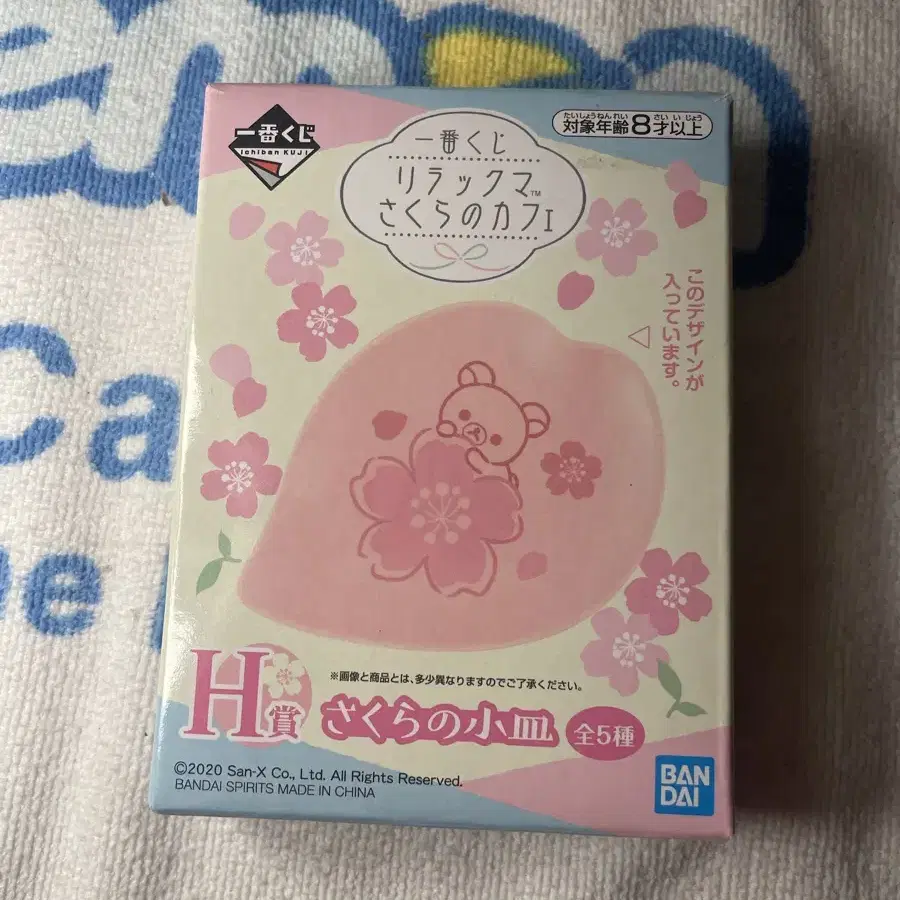 一番くじ
ichiban KUJI
一番くじ
リラックマ™
さくらのカフェ
たいしょうねんれい さい いじょう
対象年齢8才以上
このデザインが
入っています。
※画像と商品とは、多少異なりますのでご了承ください。
H賞 さくらの小皿 全5種
©2020 San-X Co., Ltd. All Rights Reserved.
BANDAI SPIRITS MADE IN CHINA
BAN
DAI
Ca